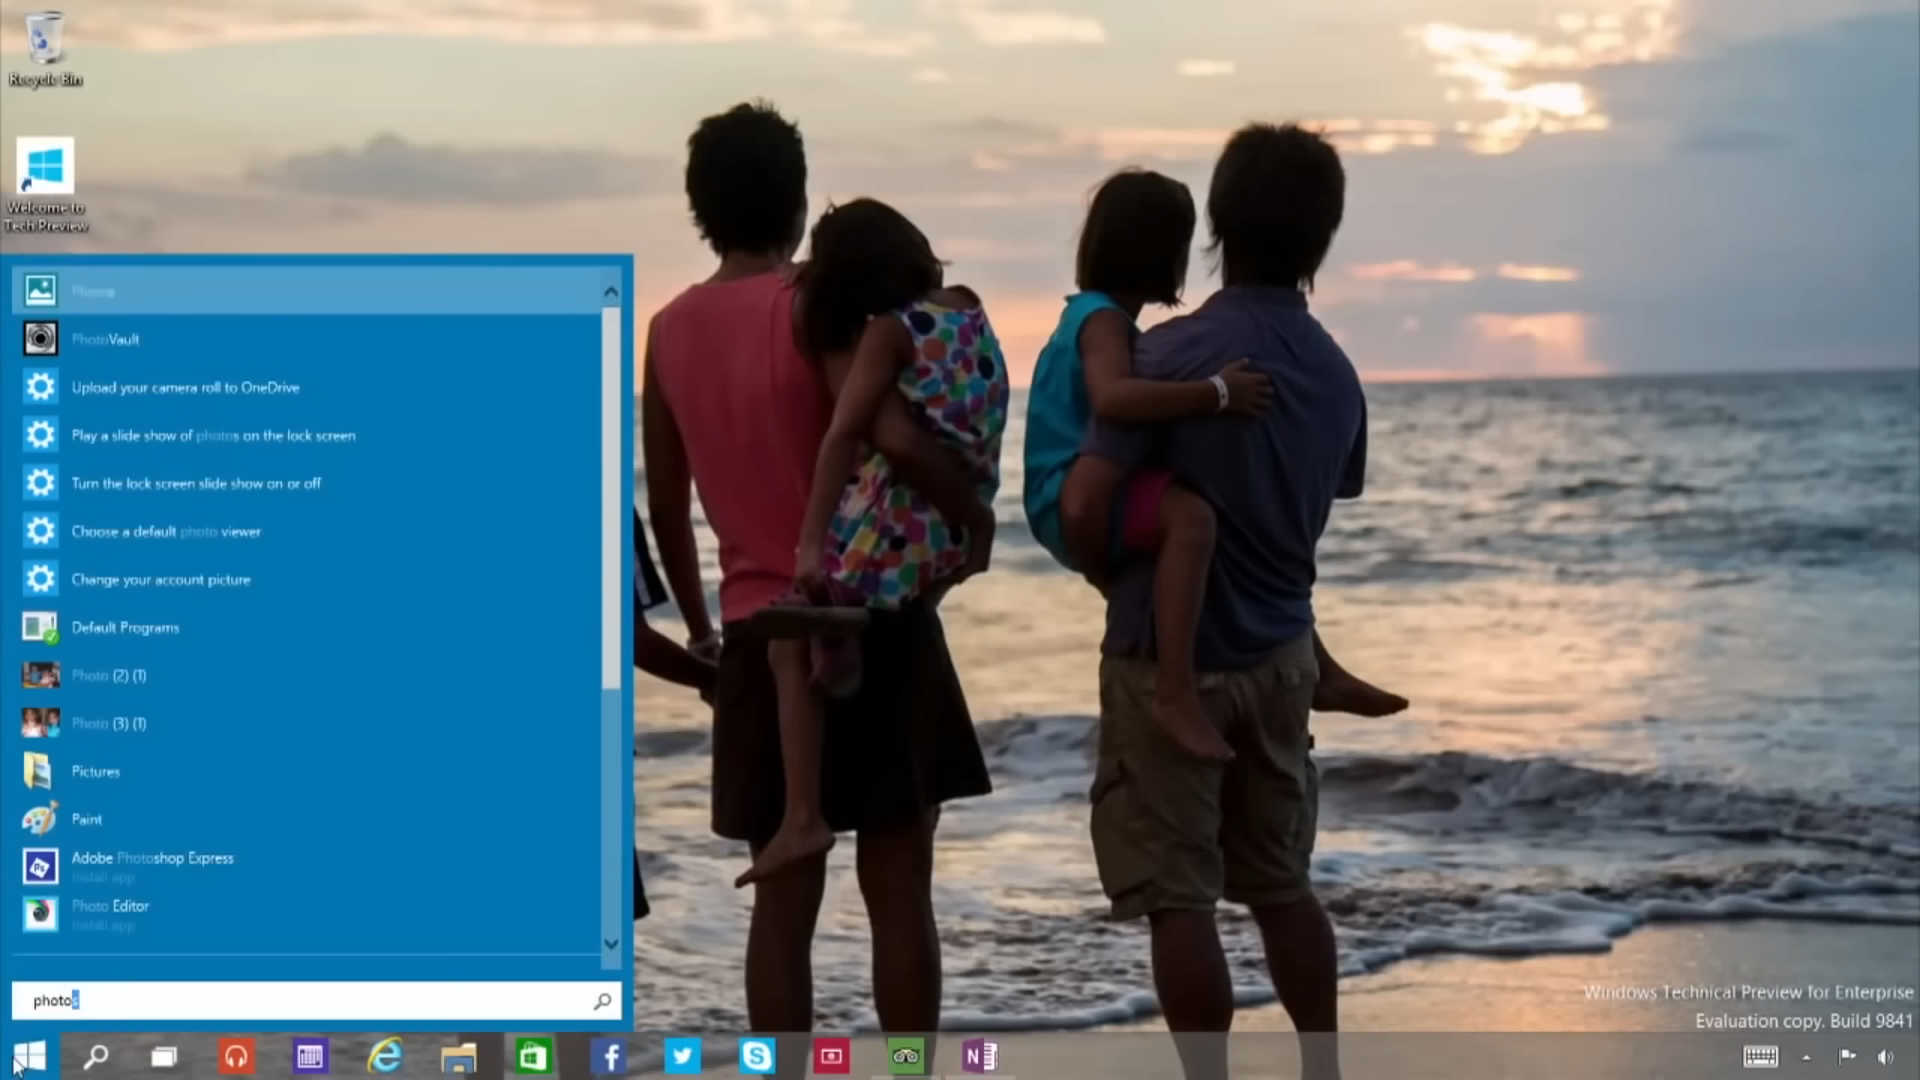 Recycle Bin
Welcome to
Tech Preview
Photos
PhotoVault
Upload your camera roll to OneDrive
Play a slide show of photos on the lock screen
Turn the lock screen slide show on or off
Choose a default photo viewer
Change your account picture
Default Programs
Photo (2) (1)
Photo (3) (1)
Pictures
Paint
Adobe Photoshop Express
Install app
Photo Editor
Install app
photos
Windows Technical Preview for Enterprise
Evaluation copy. Build 9841